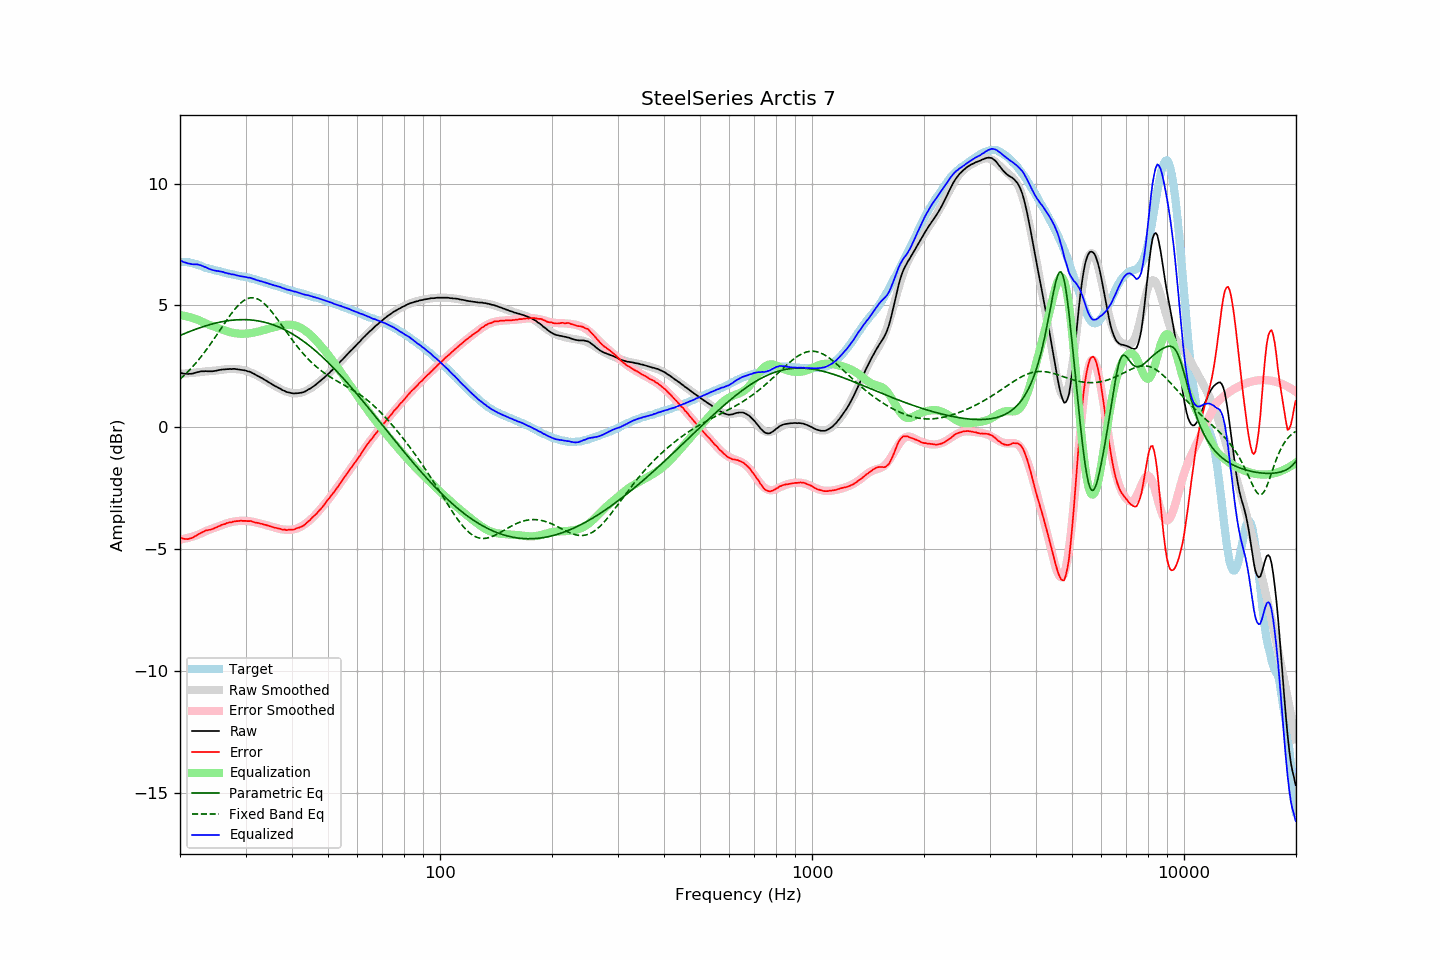 SteelSeries Arctis 7
Amplitude (dBr)
10
5
0
−5
−10
−15
Target
Raw Smoothed
Error Smoothed
Raw
Error
Equalization
Parametric Eq
Fixed Band Eq
Equalized
100
1000
10000
Frequency (Hz)